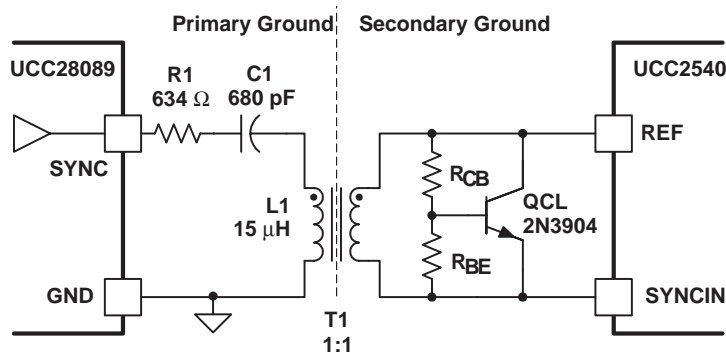 Primary Ground
Secondary Ground
UCC28089
UCC2540
R1
634 Ω
C1
680 pF
SYNC
REF
L1
15 μH
RCB
QCL
2N3904
RBE
GND
SYNCIN
T1
1:1